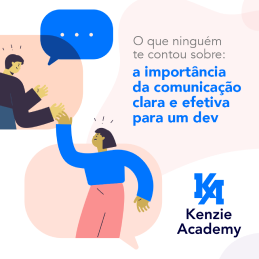 O que ninguém
te contou sobre:
a importância
da comunicação
clara e efetiva
para um dev
KA
Kenzie
Academy